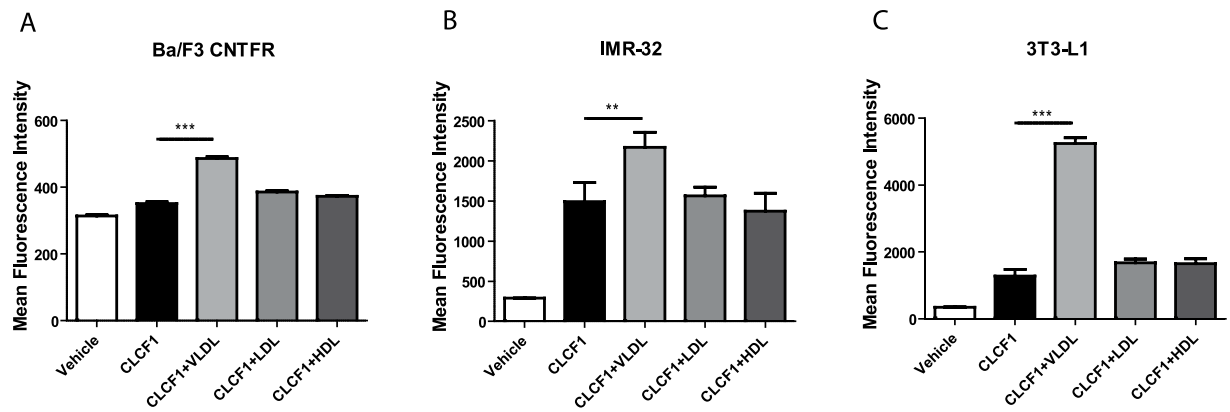 A
Ba/F3 CNTFR
Mean Fluorescence Intensity
600
400
200
0
***
Vehicle
CLCF1
CLCF1+VLDL
CLCF1+LDL
CLCF1+HDL
B
IMR-32
Mean Fluorescence Intensity
2500
2000
1500
1000
500
0
**
Vehicle
CLCF1
CLCF1+VLDL
CLCF1+LDL
CLCF1+HDL
C
3T3-L1
Mean Fluorescence Intensity
6000
4000
2000
0
***
Vehicle
CLCF1
CLCF1+VLDL
CLCF1+LDL
CLCF1+HDL